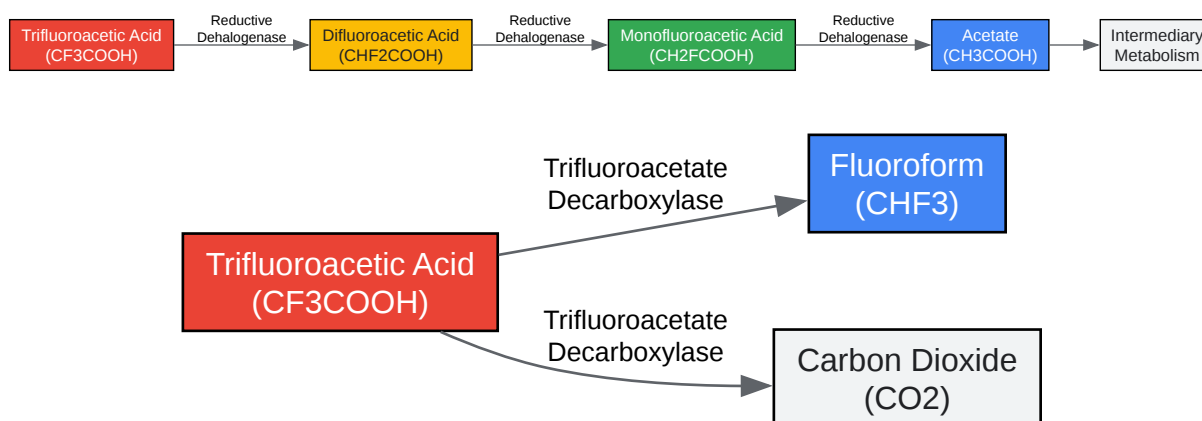 Trifluoroacetic Acid
(CF3COOH)
Reductive
Dehalogenase
Difluoroacetic Acid
(CHF2COOH)
Reductive
Dehalogenase
Monofluoroacetic Acid
(CH2FCOOH)
Reductive
Dehalogenase
Acetate
(CH3COOH)
Intermediary
Metabolism
Trifluoroacetic Acid
(CF3COOH)
Trifluoroacetate
Decarboxylase
Fluoroform
(CHF3)
Trifluoroacetate
Decarboxylase
Carbon Dioxide
(CO2)